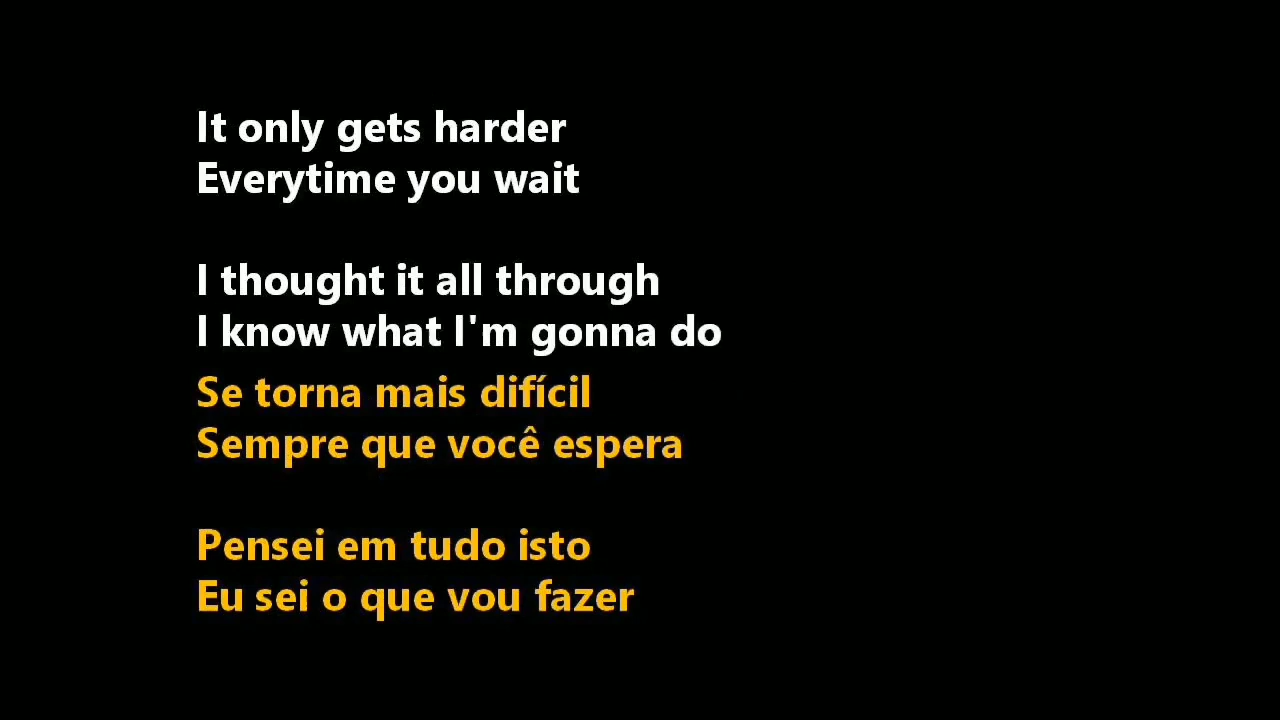 It only gets harder
Everytime you wait
I thought it all through
I know what I'm gonna do
Se torna mais difícil
Sempre que você espera
Pensei em tudo isto
Eu sei o que vou fazer